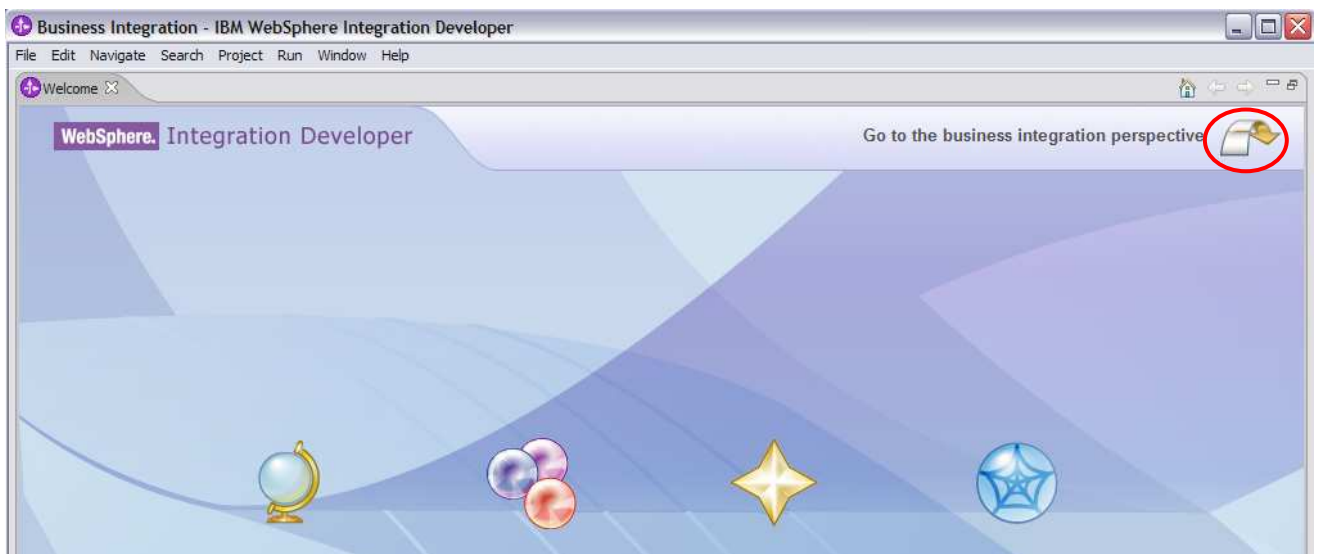 Business Integration - IBM WebSphere Integration Developer
File Edit Navigate Search Project Run Window Help
Welcome
WebSphere. Integration Developer
Go to the business integration perspective